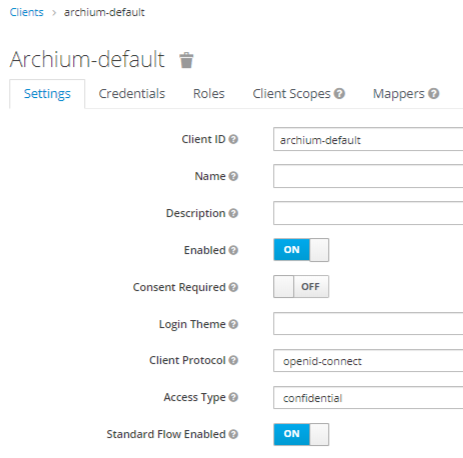 Clients > archium-default
Archium-default
Settings Credentials Roles Client Scopes Mappers
Client ID archium-default
Name
Description
Enabled ON
Consent Required OFF
Login Theme
Client Protocol openid-connect
Access Type confidential
Standard Flow Enabled ON